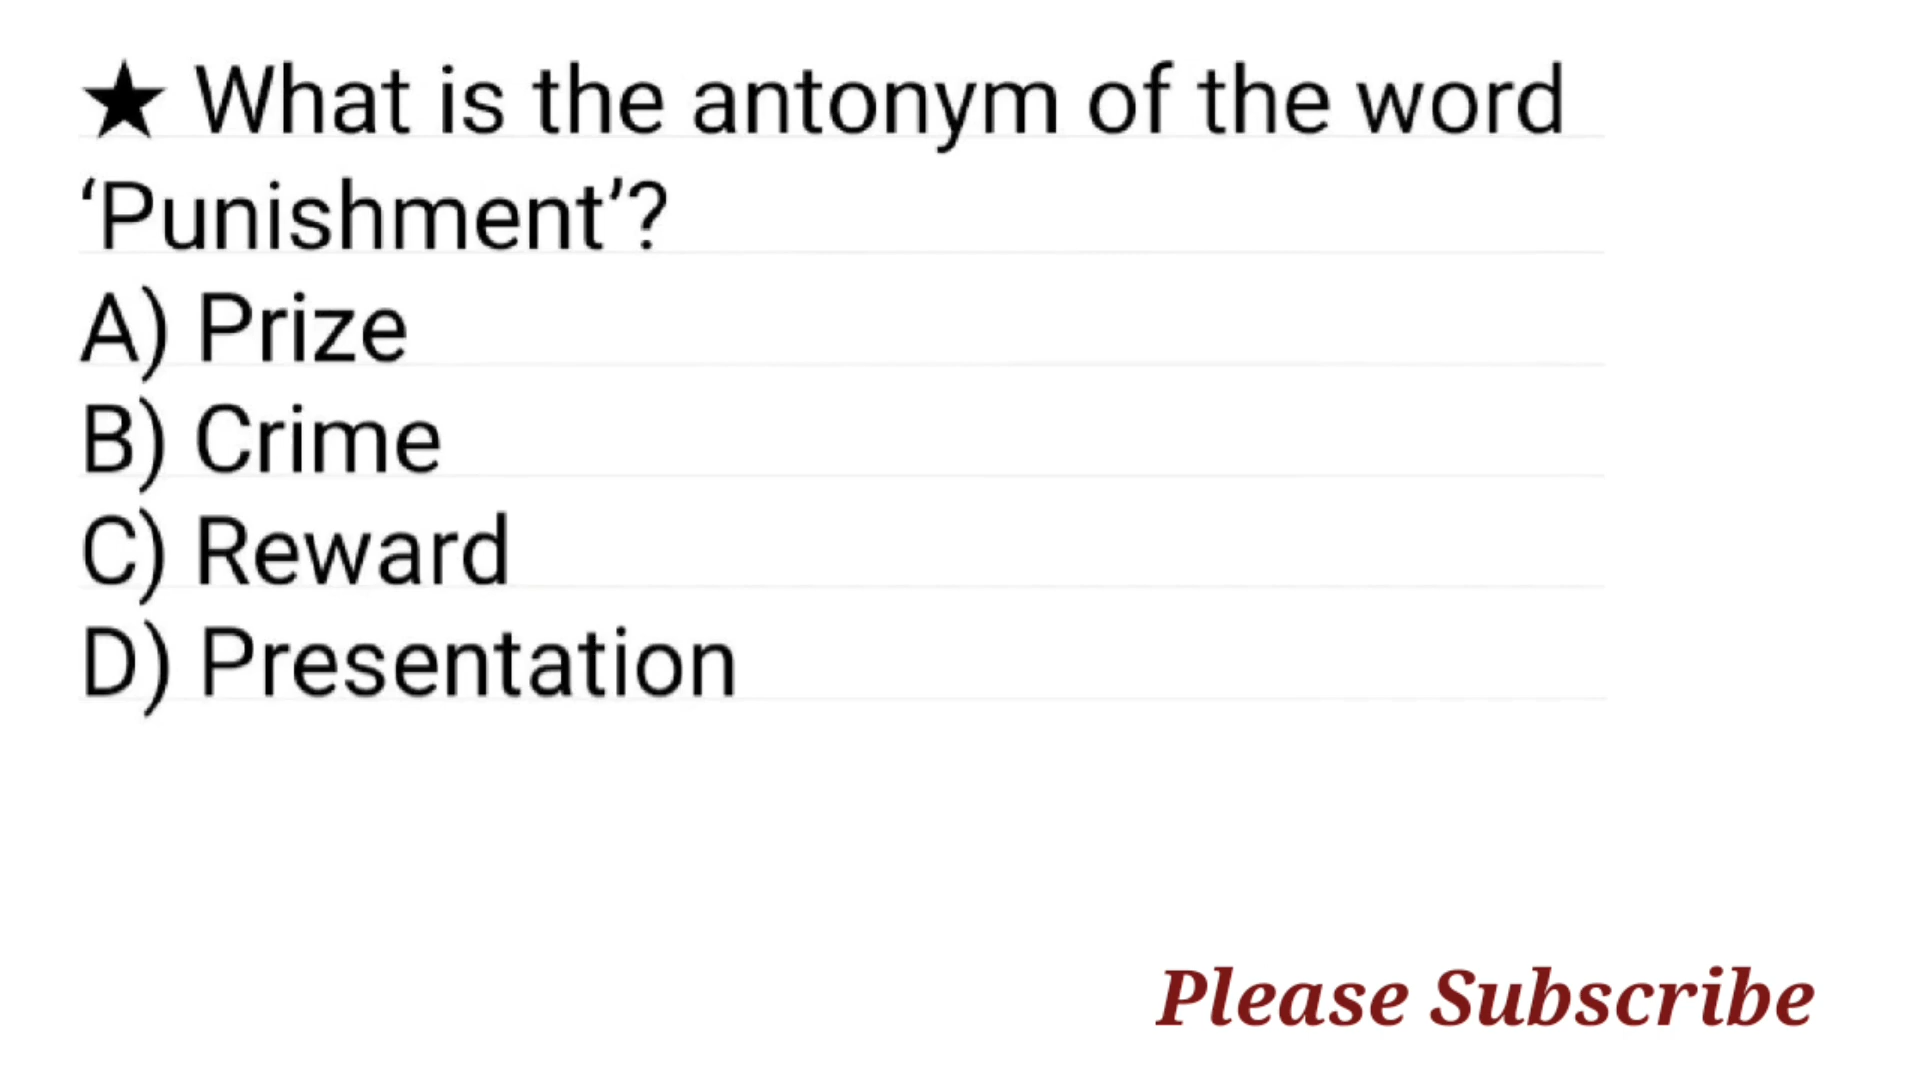 ★ What is the antonym of the word
‘Punishment’?
A) Prize
B) Crime
C) Reward
D) Presentation
Please Subscribe